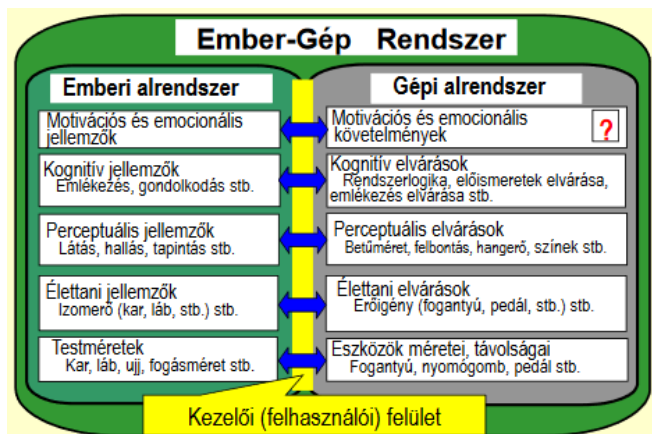 Ember-Gép Rendszer
Emberi alrendszer
Motivációs és emocionális
jellemzők
Kognitív jellemzők
Emlékezés, gondolkodás stb.
Perceptuális jellemzők
Látás, hallás, tapintás stb.
Élettani jellemzők
Izomerő (kar, láb, stb.) stb.
Testméretek
Kar, láb, ujj, fogásméret stb.
Gépi alrendszer
Motivációs és emocionális
követelmények
?
Kognitív elvárások
Rendszerlogika, előismeretek elvárása,
emlékezés elvárása stb.
Perceptuális elvárások
Betűméret, felbontás, hangerő, színek stb.
Élettani elvárások
Erőigény (fogantyú, pedál, stb.) stb.
Eszközök méretei, távolságai
Fogantyú, nyomógomb, pedál stb.
Kezelői (felhasználói) felület